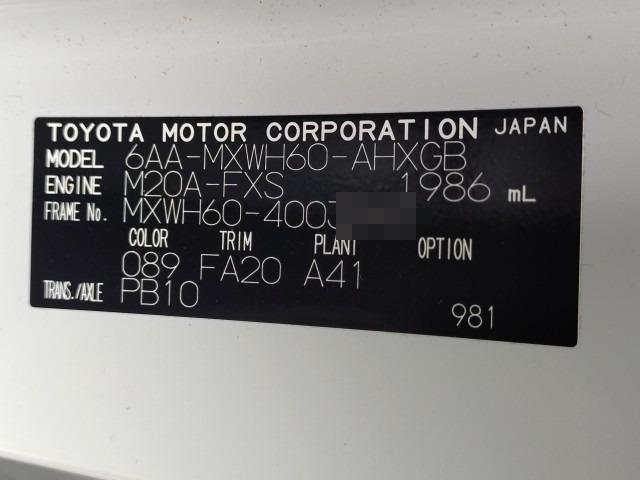 TOYOTA MOTOR CORPORATION JAPAN
MODEL 6AA-MXWH60-AHXGB
ENGINE M20A-FXS 1986 mL
FRAME No. MXWH60-4003
COLOR TRIM PLANT OPTION
089 FA20 A41
TRANS./AXLE PB10
981